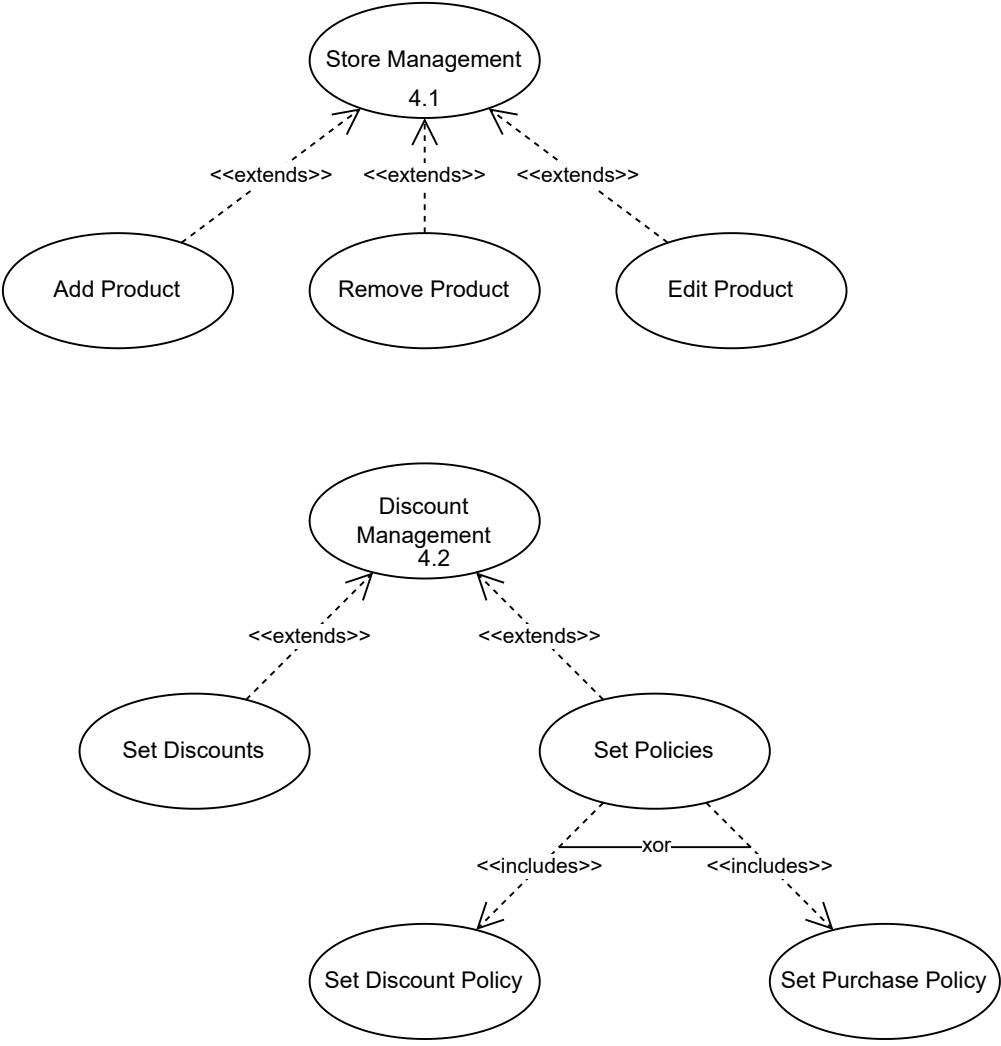 Store Management
4.1
<<extends>>
<<extends>>
<<extends>>
Add Product
Remove Product
Edit Product
Discount
Management
4.2
<<extends>>
<<extends>>
Set Discounts
Set Policies
xor
<<includes>>
<<includes>>
Set Discount Policy
Set Purchase Policy